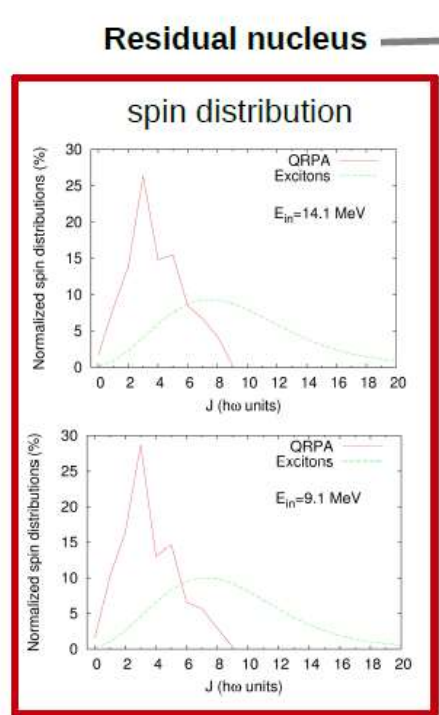 Residual nucleus
spin distribution
Normalized spin distributions (%)
30
25
20
15
10
5
0
QRPA
Excitons
E_in=14.1 MeV
0 2 4 6 8 10 12 14 16 18 20
J (hω units)
Normalized spin distributions (%)
30
25
20
15
10
5
0
QRPA
Excitons
E_in=9.1 MeV
0 2 4 6 8 10 12 14 16 18 20
J (hω units)